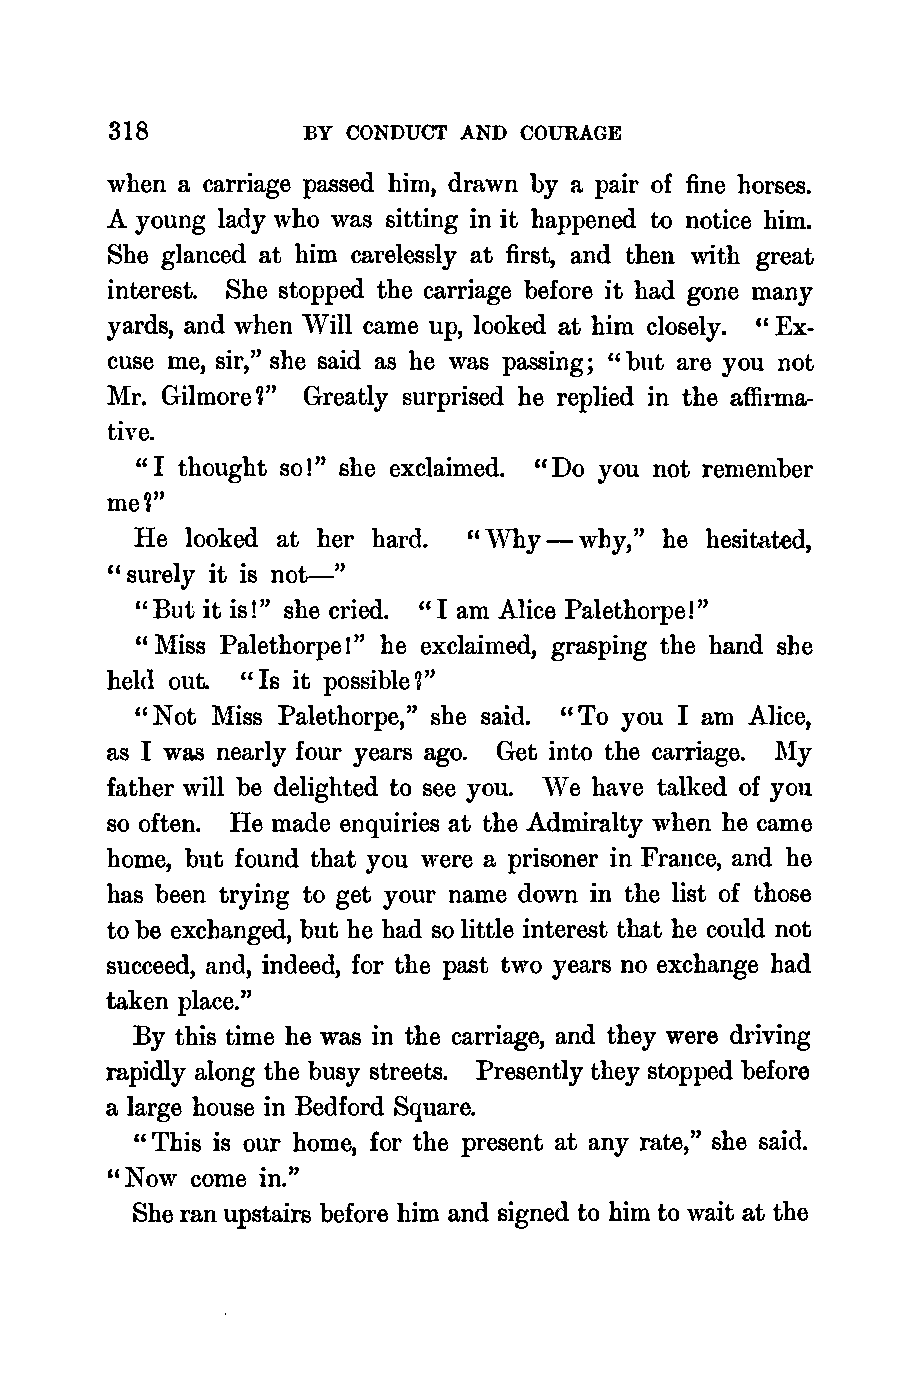 318 BY CONDUCT AND COURAGE
when a carriage passed him, drawn by a pair of fine horses.
A young lady who was sitting in it happened to notice him.
She glanced at him carelessly at first, and then with great
interest. She stopped the carriage before it had gone many
yards, and when Will came up, looked at him closely. “Ex-
cuse me, sir,” she said as he was passing; “but are you not
Mr. Gilmore?” Greatly surprised he replied in the affirma-
tive.
“I thought so!” she exclaimed. “Do you not remember
me?”
He looked at her hard. “Why—why,” he hesitated,
“surely it is not—”
“But it is!” she cried. “I am Alice Palethorpe!”
“Miss Palethorpe!” he exclaimed, grasping the hand she
held out. “Is it possible?”
“Not Miss Palethorpe,” she said. “To you I am Alice,
as I was nearly four years ago. Get into the carriage. My
father will be delighted to see you. We have talked of you
so often. He made enquiries at the Admiralty when he came
home, but found that you were a prisoner in France, and he
has been trying to get your name down in the list of those
to be exchanged, but he had so little interest that he could not
succeed, and, indeed, for the past two years no exchange had
taken place.”
By this time he was in the carriage, and they were driving
rapidly along the busy streets. Presently they stopped before
a large house in Bedford Square.
“This is our home, for the present at any rate,” she said.
“Now come in.”
She ran upstairs before him and signed to him to wait at the